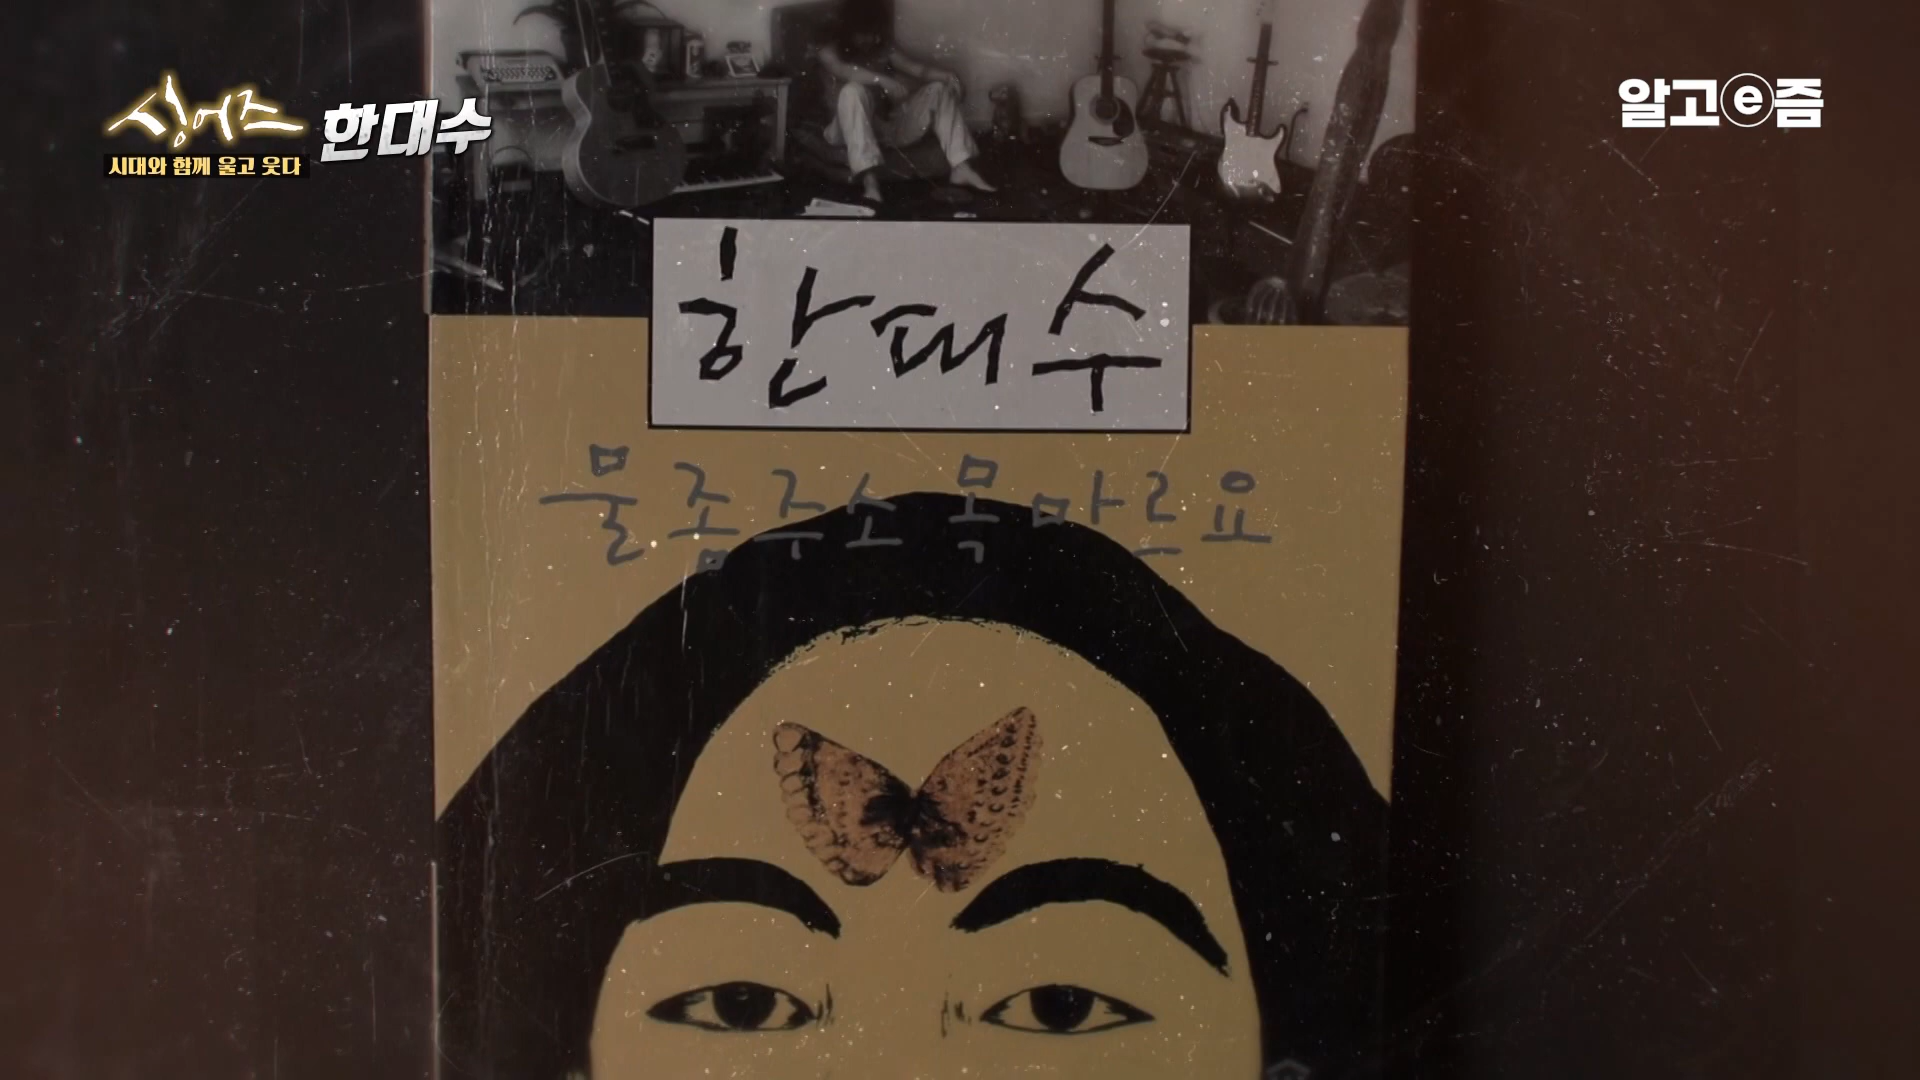 싱어즈
시대와 함께 울고 웃다
한대수
알고e즘
한대수
물 좀 주소 목 마르요